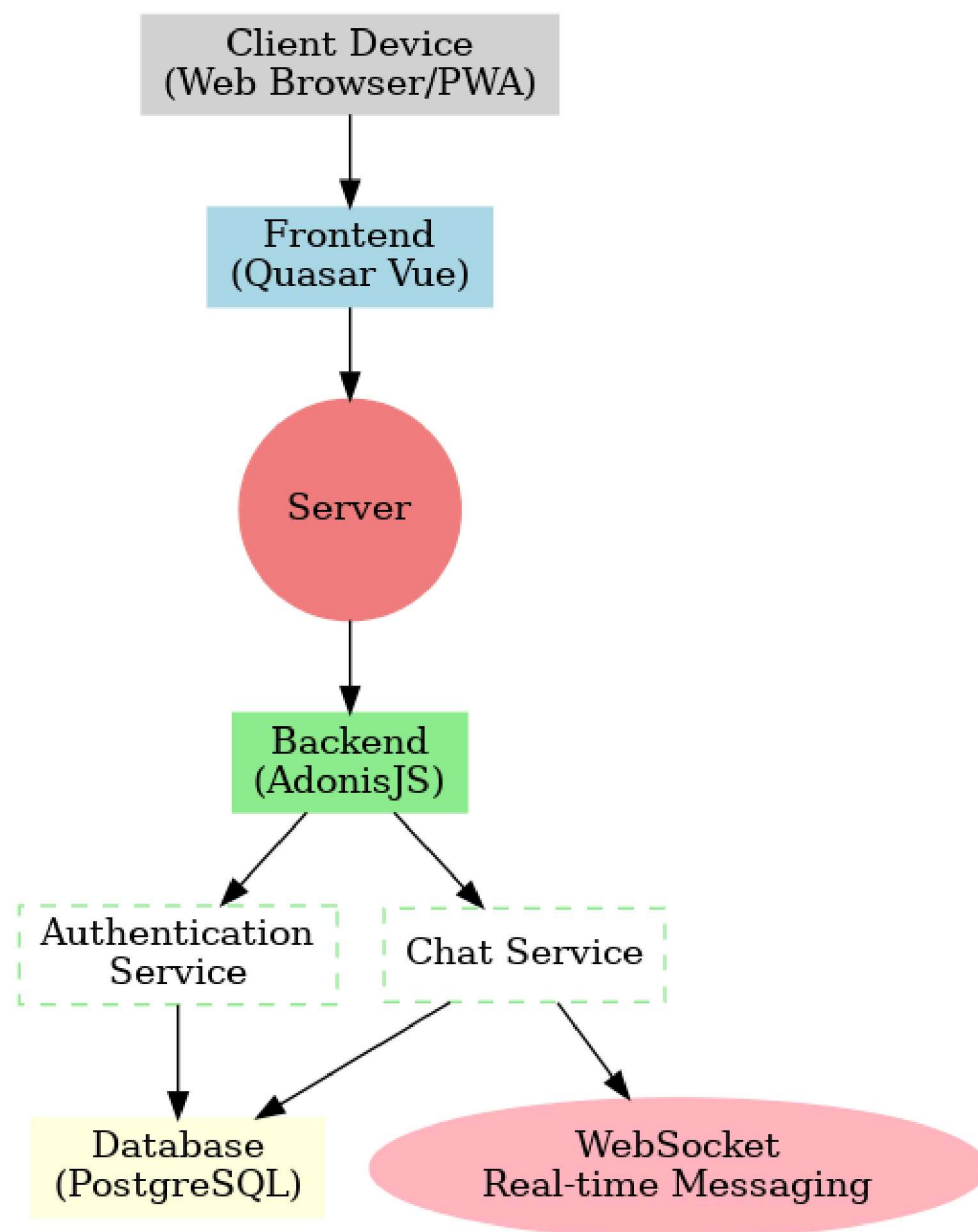 Client Device
(Web Browser/PWA)
Frontend
(Quasar Vue)
Server
Backend
(AdonisJS)
Authentication
Service
Chat Service
Database
(PostgreSQL)
WebSocket
Real-time Messaging